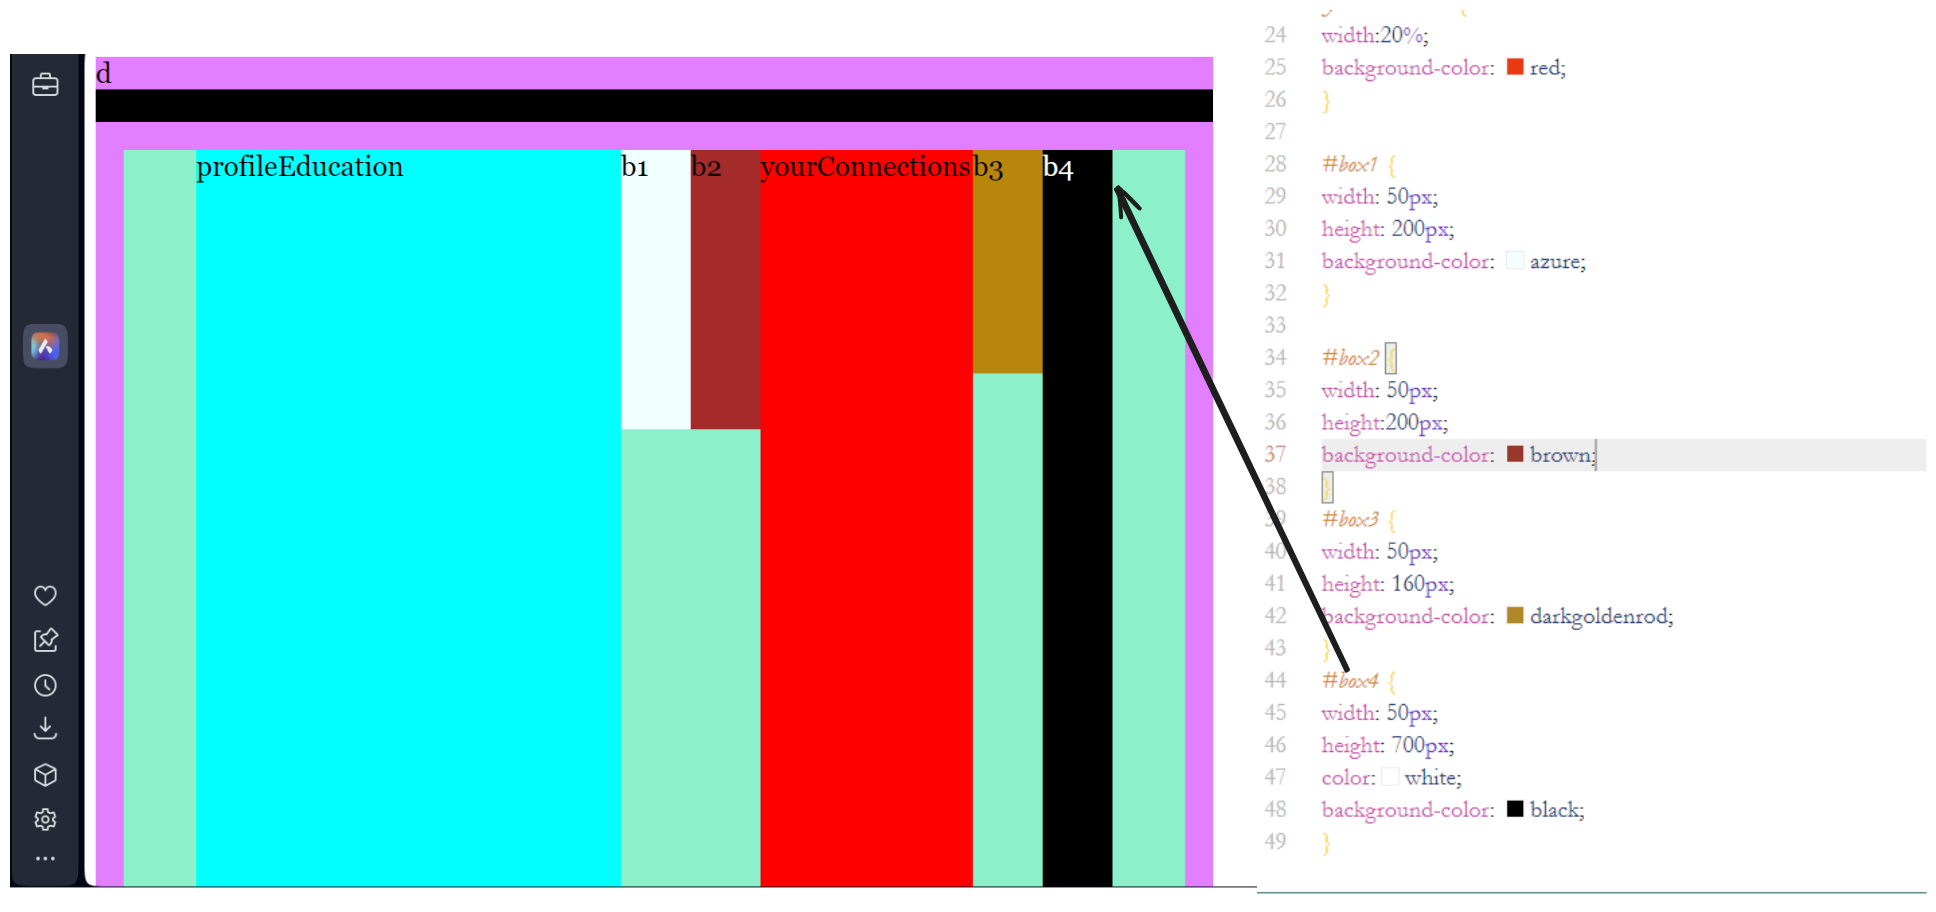 d
profileEducation b1 b2 yourConnections b3 b4
24 width:20%;
25 background-color: red;
26 }
27
28 #box1 {
29 width: 50px;
30 height: 200px;
31 background-color: azure;
32 }
33
34 #box2 {
35 width: 50px;
36 height:200px;
37 background-color: brown;
38 }
39 #box3 {
40 width: 50px;
41 height: 160px;
42 background-color: darkgoldenrod;
43 }
44 #box4 {
45 width: 50px;
46 height: 700px;
47 color: white;
48 background-color: black;
49 }